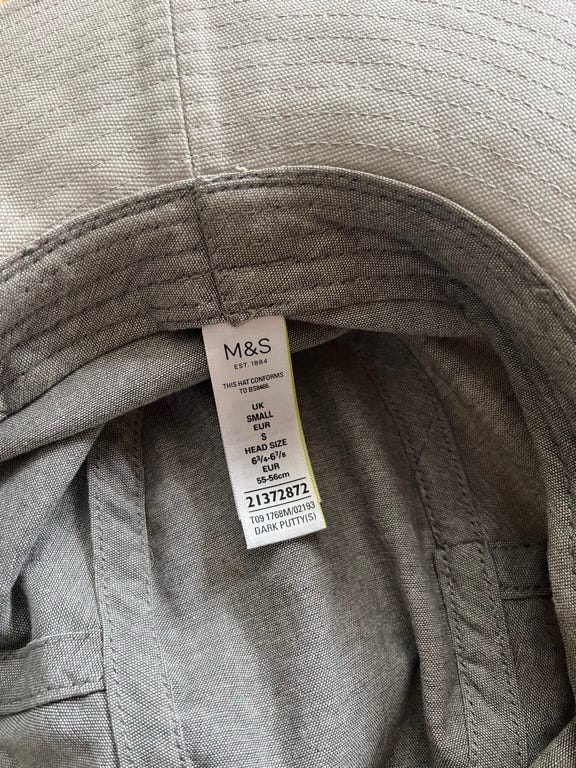 M&S
EST. 1884
THIS HAT CONFORMS
TO BS8466.
UK
SMALL
EUR
S
HEAD SIZE
6¾-6⅞
EUR
55-56cm
21372872
T09 1768M/02193
DARK PUTTY(S)